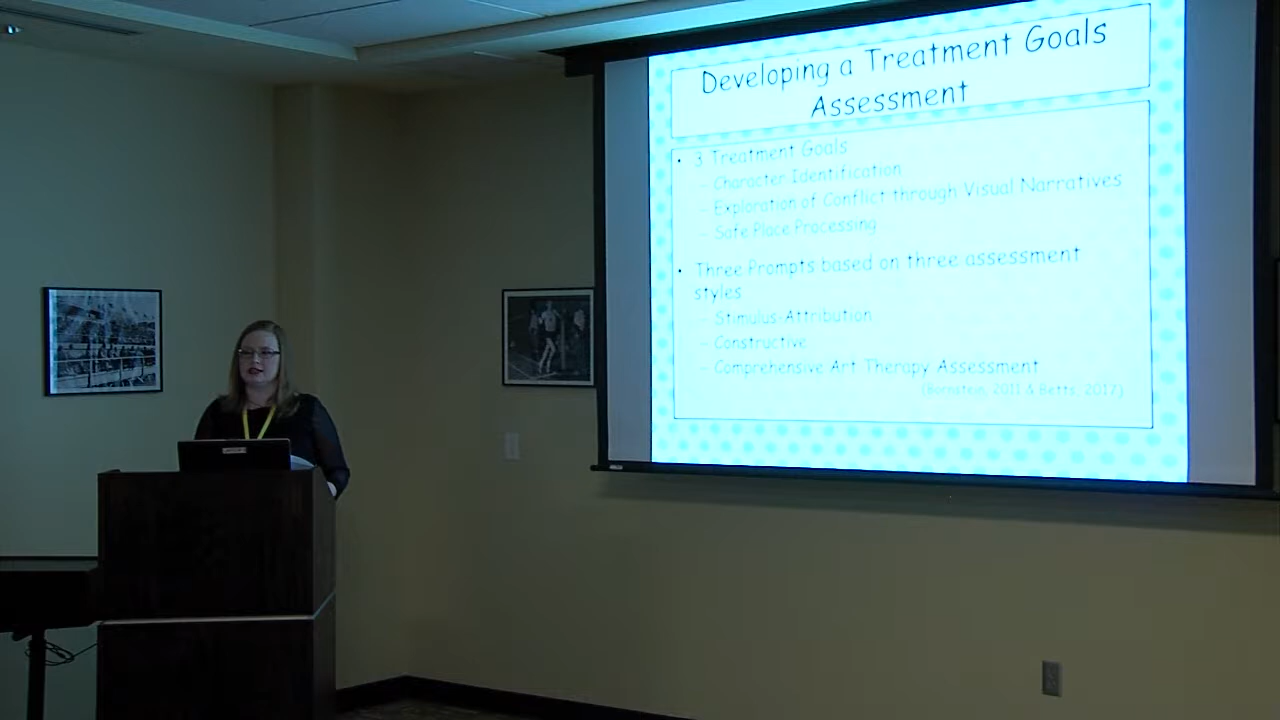 Developing a Treatment Goals
Assessment
• 3 Treatment Goals
– Character Identification
– Exploration of Conflict through Visual Narratives
– Safe Place Processing
• Three Prompts based on three assessment
styles
– Stimulus-Attribution
– Constructive
– Comprehensive Art Therapy Assessment
(Bornstein, 2011 & Betts, 2017)